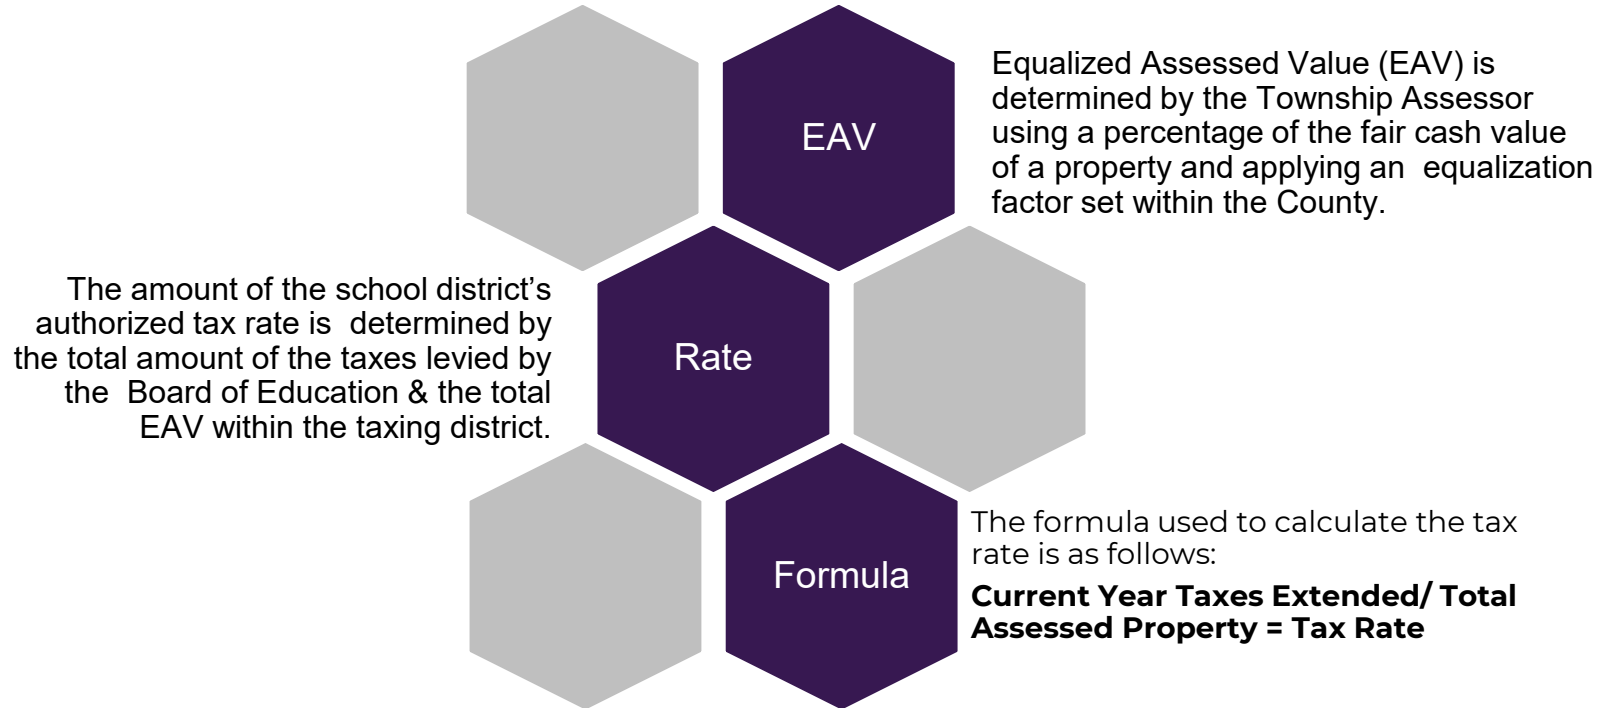 EAV
Equalized Assessed Value (EAV) is
determined by the Township Assessor
using a percentage of the fair cash value
of a property and applying an equalization
factor set within the County.
The amount of the school district’s
authorized tax rate is determined by
the total amount of the taxes levied by
the Board of Education & the total
EAV within the taxing district.
Rate
Formula
The formula used to calculate the tax
rate is as follows:
Current Year Taxes Extended/ Total
Assessed Property = Tax Rate